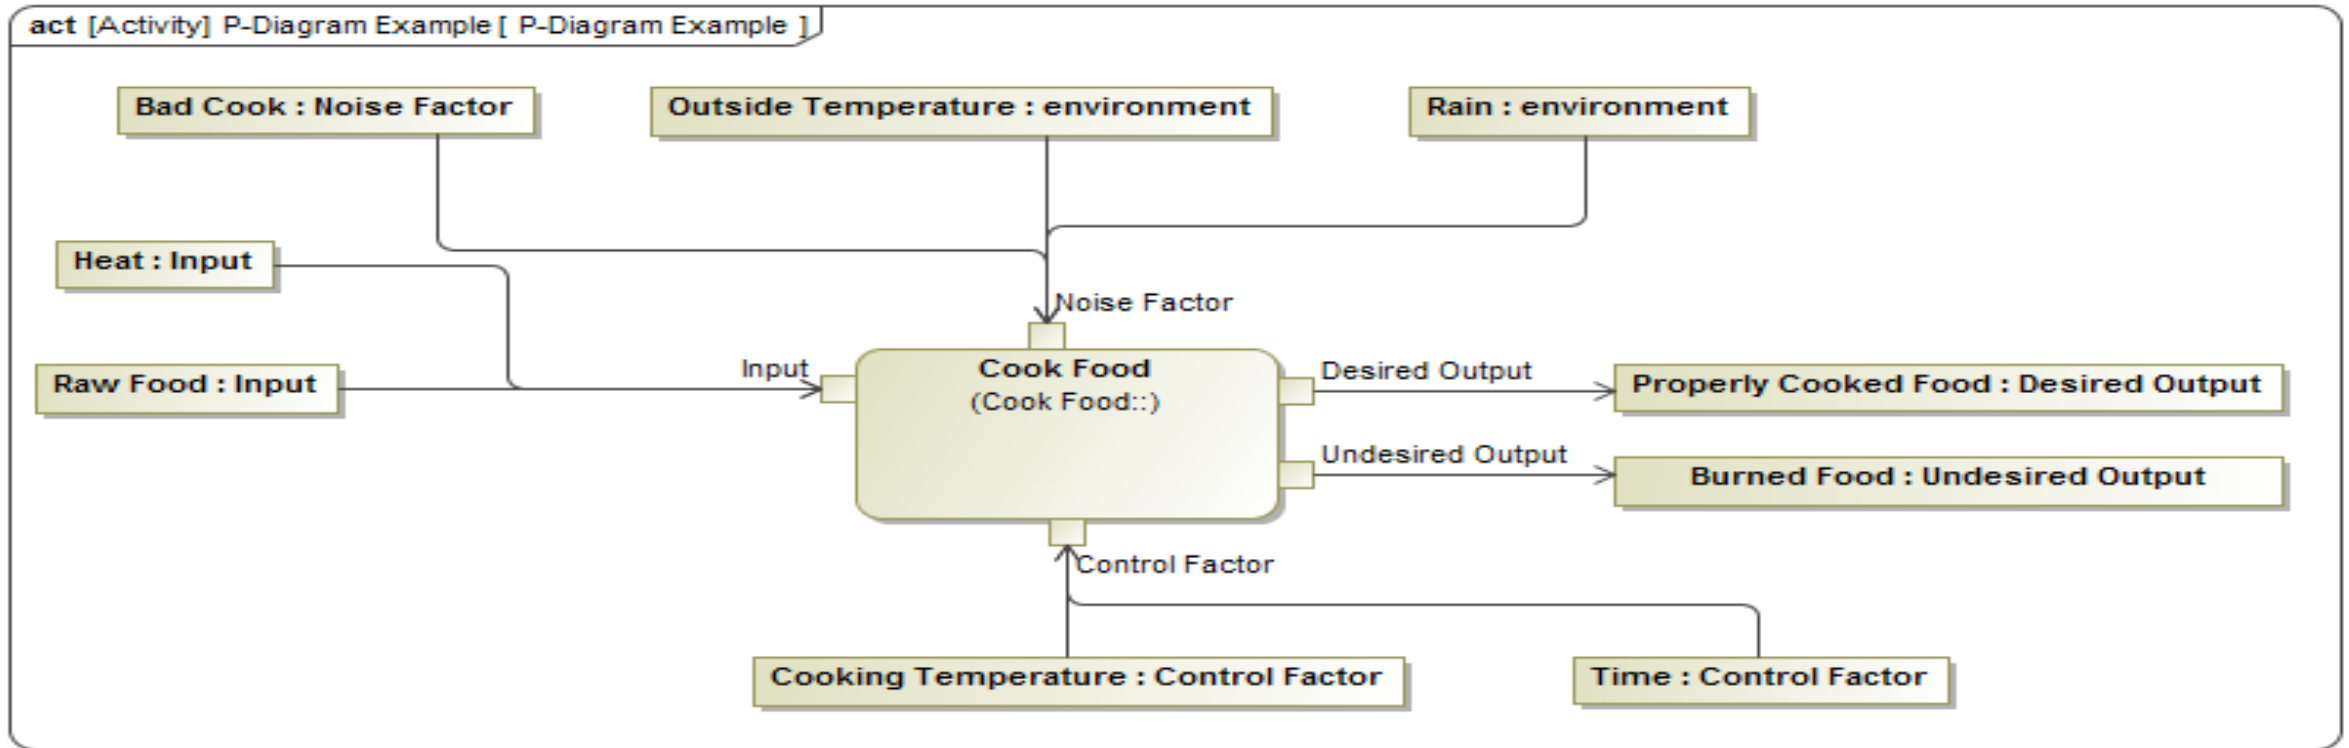 act [Activity] P-Diagram Example [ P-Diagram Example ]
Bad Cook : Noise Factor
Outside Temperature : environment
Rain : environment
Heat : Input
Noise Factor
Raw Food : Input
Input
Cook Food
(Cook Food::)
Desired Output
Properly Cooked Food : Desired Output
Undesired Output
Burned Food : Undesired Output
Control Factor
Cooking Temperature : Control Factor
Time : Control Factor